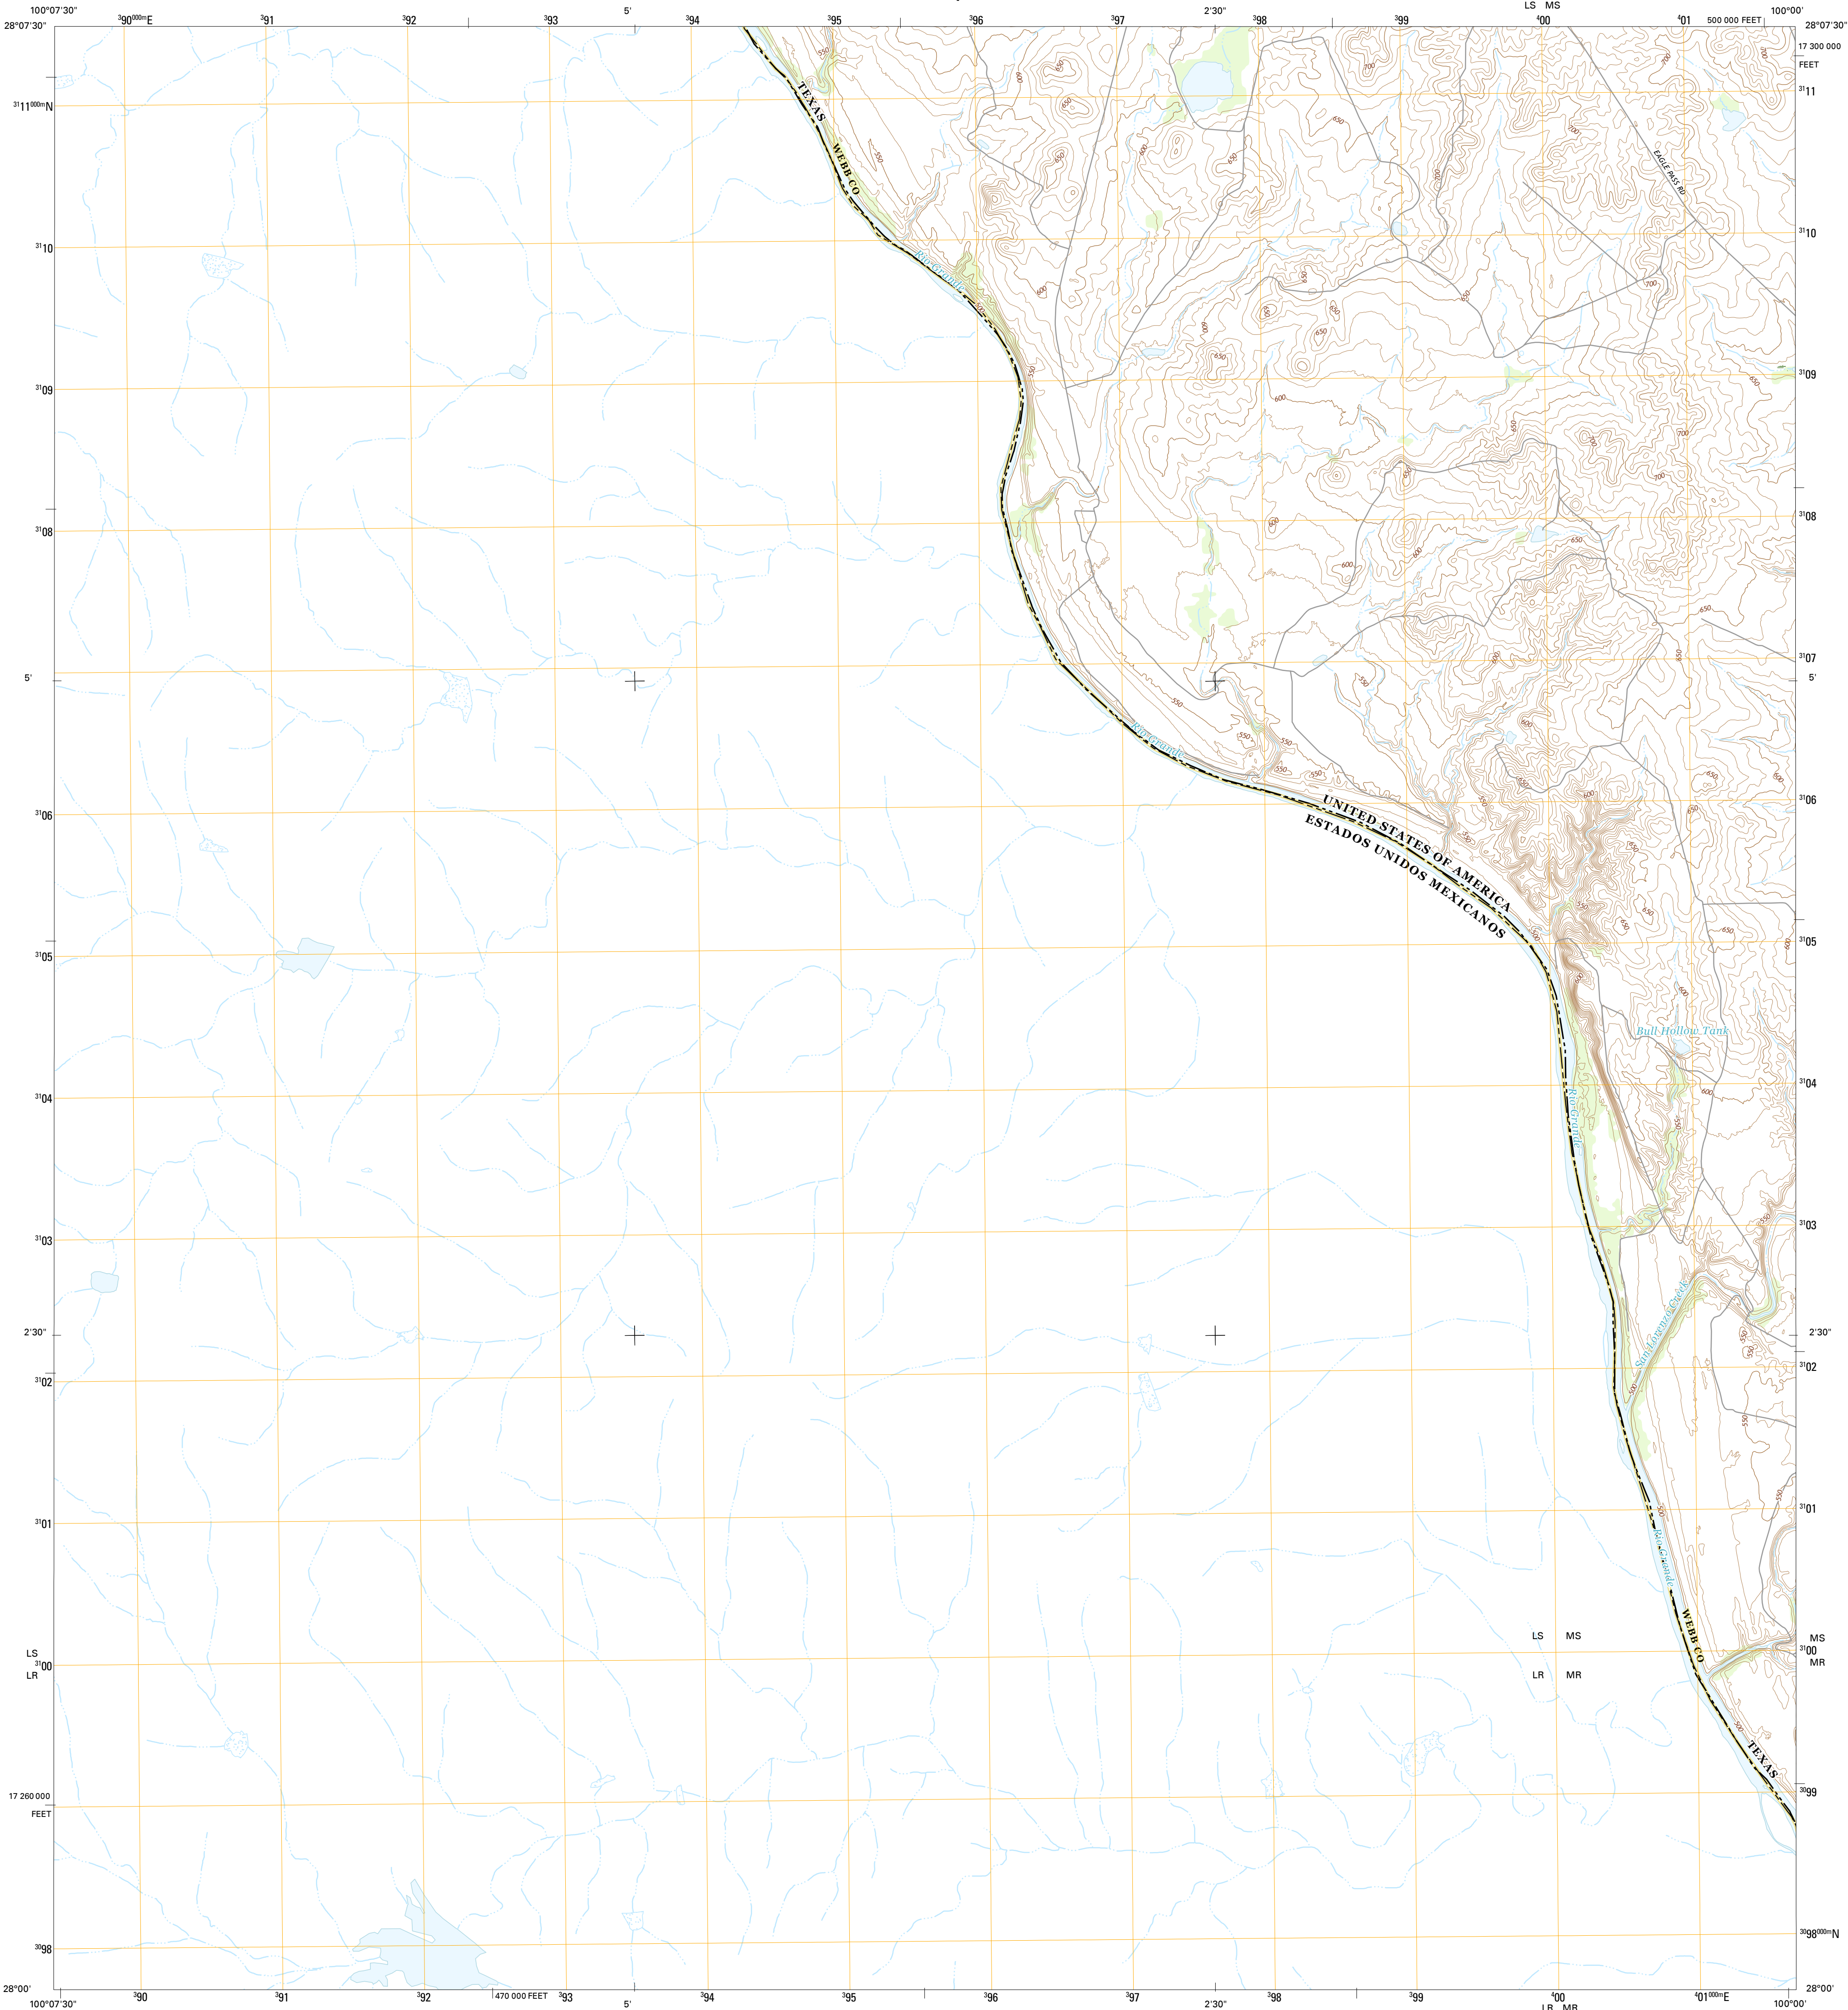 LS MS
100°07'30" ³90⁰⁰⁰ᵐE ³91 ³92 ³93 5' ³94 ³95 ³96 ³97 2'30" ³98 ³99 ⁴00 ⁴01 500 000 FEET 100°00'
28°07'30" 28°07'30"
17 300 000
FEET
³¹11⁰⁰⁰ᵐN ³¹11
TEXAS
WEBB CO
EAGLE PASS RD
³¹10 ³¹10
Rio Grande
³¹09 ³¹09
³¹08 ³¹08
³¹07
5' 5'
Rio Grande
³¹06 ³¹06
UNITED STATES OF AMERICA
ESTADOS UNIDOS MEXICANOS
³¹05 ³¹05
Bull Hollow Tank
³¹04 ³¹04
Rio Grande
³¹03 ³¹03
San Lorenzo Creek
2'30" 2'30"
³¹02 ³¹02
³¹01 ³¹01
Rio Grande
WEBB CO
LS MS
LS MS
³¹00 ³¹00
LR MR
LR MR
TEXAS
³⁰99
17 260 000
FEET
³⁰98 ³⁰98⁰⁰⁰ᵐN
28°00' 28°00'
³90 ³91 ³92 470 000 FEET ³93 ³94 ³95 ³96 ³97 ³98 ³99 ⁴00 ⁴01⁰⁰⁰ᵐE
100°07'30" 5' 2'30" 100°00'
LR MR